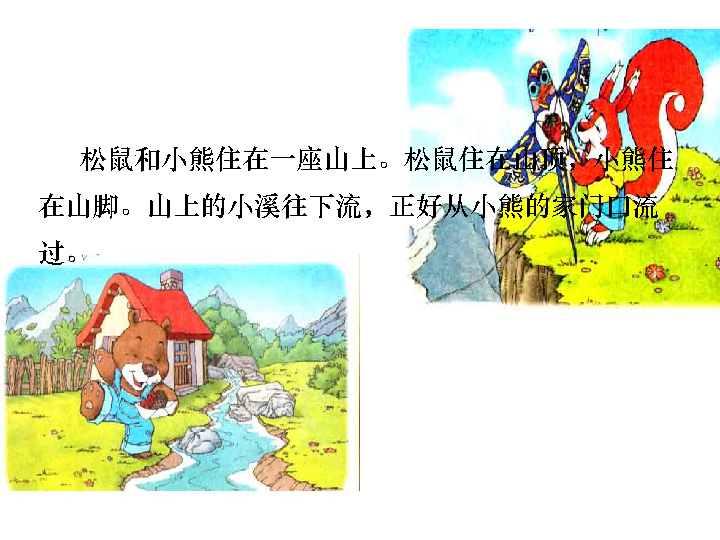 松鼠和小熊住在一座山上。松鼠住在山顶，小熊住
在山脚。山上的小溪往下流，正好从小熊的家门口流
过。